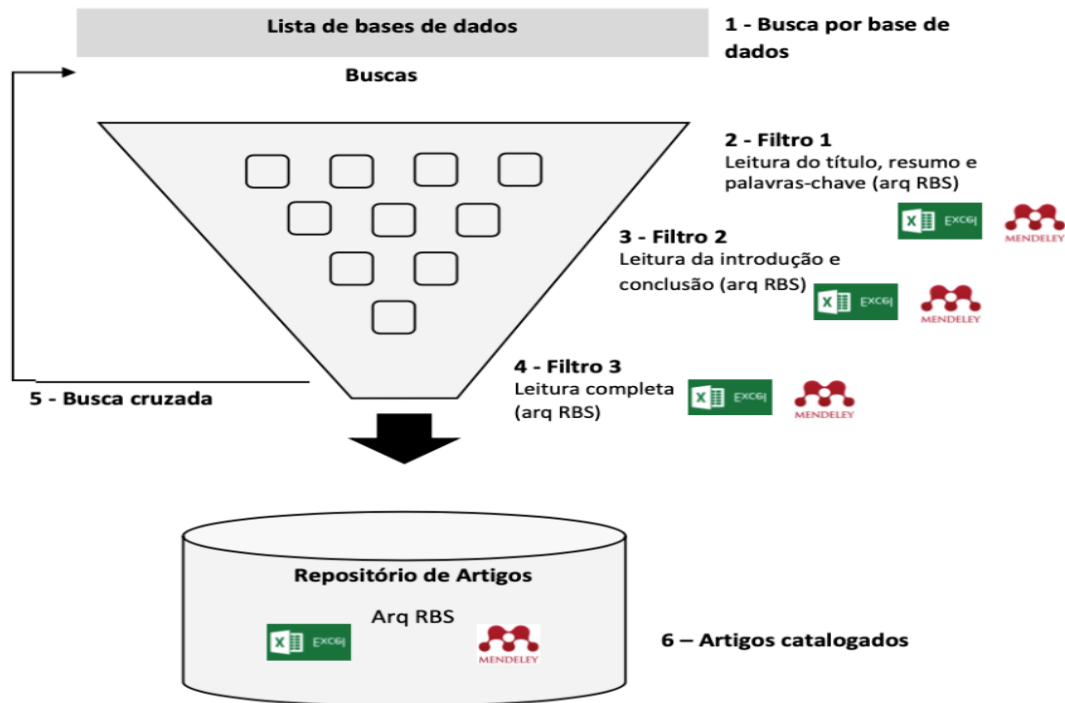 Lista de bases de dados
1 - Busca por base de
dados
Buscas
2 - Filtro 1
Leitura do título, resumo e
palavras-chave (arq RBS)
Excel
MENDELEY
3 - Filtro 2
Leitura da introdução e
conclusão (arq RBS)
Excel
MENDELEY
4 - Filtro 3
Leitura completa
(arq RBS)
Excel
MENDELEY
5 - Busca cruzada
Repositório de Artigos
Arq RBS
Excel
MENDELEY
6 – Artigos catalogados